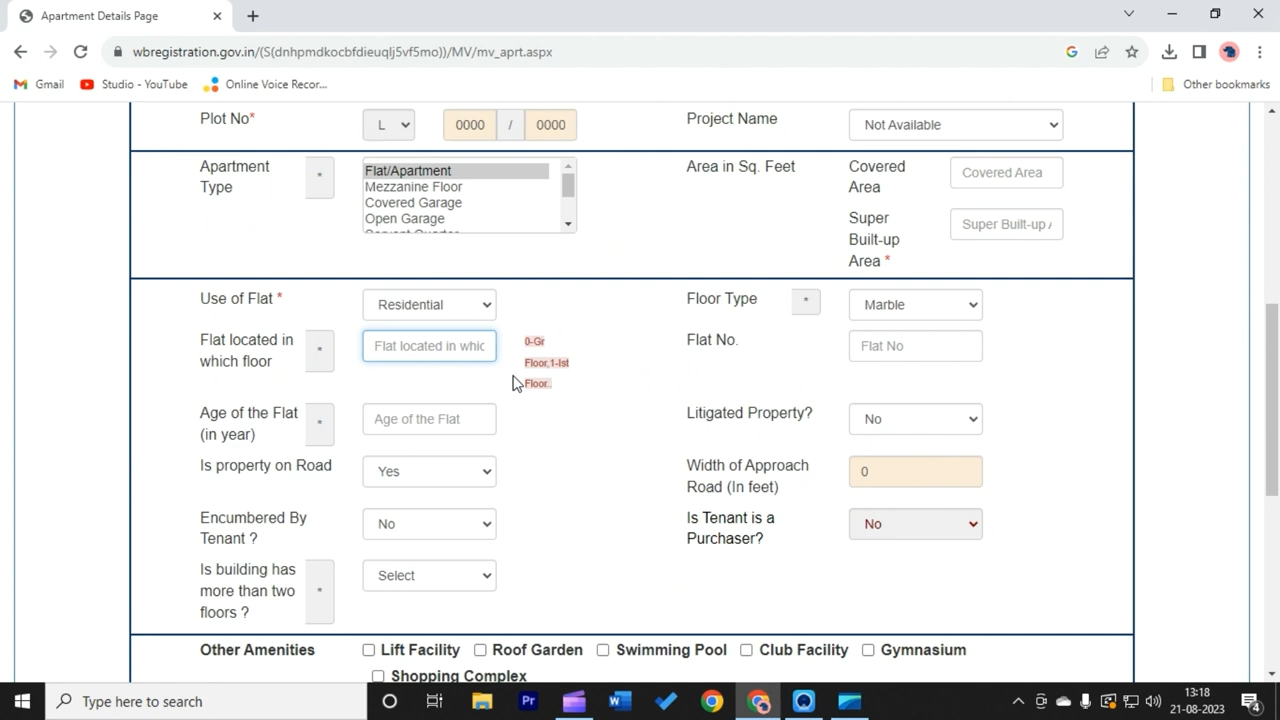 Apartment Details Page
wbregistration.gov.in/(S(dnhpmdkocbfdieuqlj5vf5mo))/MV/mv_aprt.aspx
Gmail Studio - YouTube Online Voice Recor... Other bookmarks
Plot No* L 0000 / 0000 Project Name Not Available
Apartment Type * Flat/Apartment
Mezzanine Floor
Covered Garage
Open Garage
Area in Sq. Feet Covered Area Covered Area
Super Built-up Area * Super Built-up A
Use of Flat * Residential Floor Type * Marble
Flat located in which floor * Flat located in whic 0-Gr Floor,1-Ist Floor.. Flat No. Flat No
Age of the Flat (in year) * Age of the Flat Litigated Property? No
Is property on Road Yes Width of Approach Road (In feet) 0
Encumbered By Tenant ? No Is Tenant is a Purchaser? No
Is building has more than two floors ? * Select
Other Amenities Lift Facility Roof Garden Swimming Pool Club Facility Gymnasium
Shopping Complex
Type here to search
13:18
21-08-2023
4